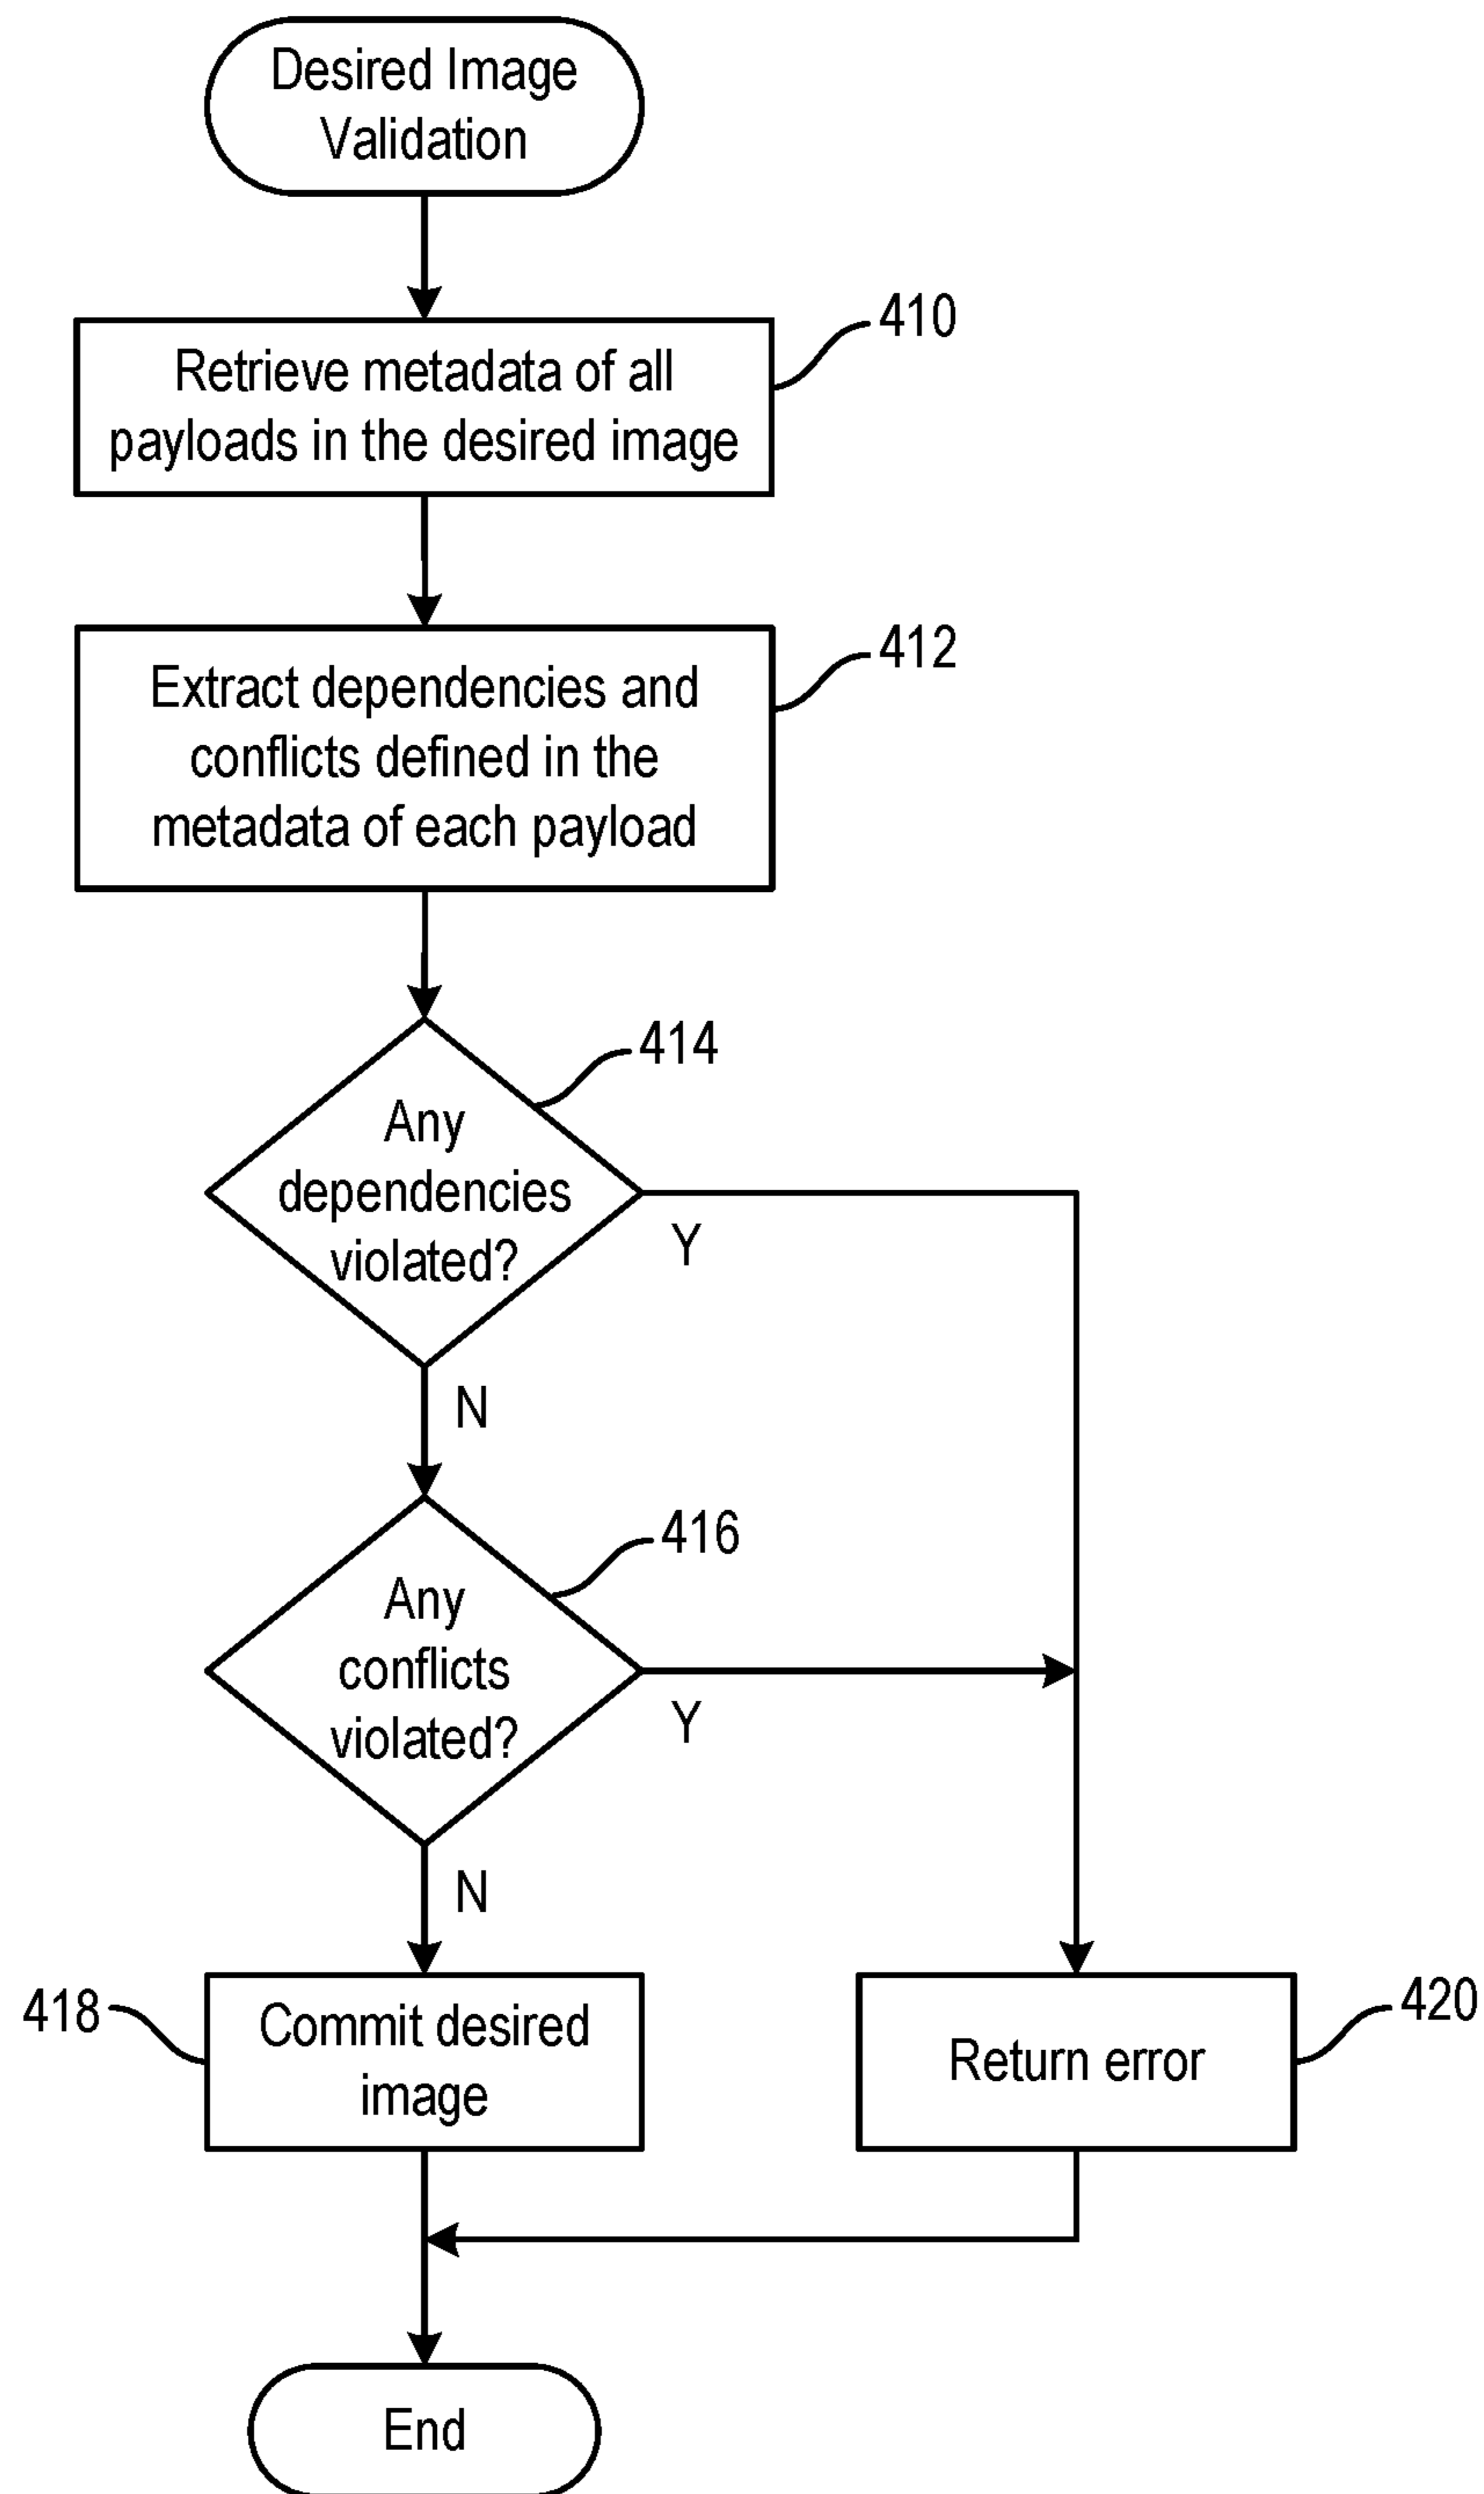 Desired Image
Validation
410
Retrieve metadata of all
payloads in the desired image
412
Extract dependencies and
conflicts defined in the
metadata of each payload
414
Any
dependencies
violated?
Y
N
416
Any
conflicts
violated?
Y
N
418
Commit desired
image
420
Return error
End